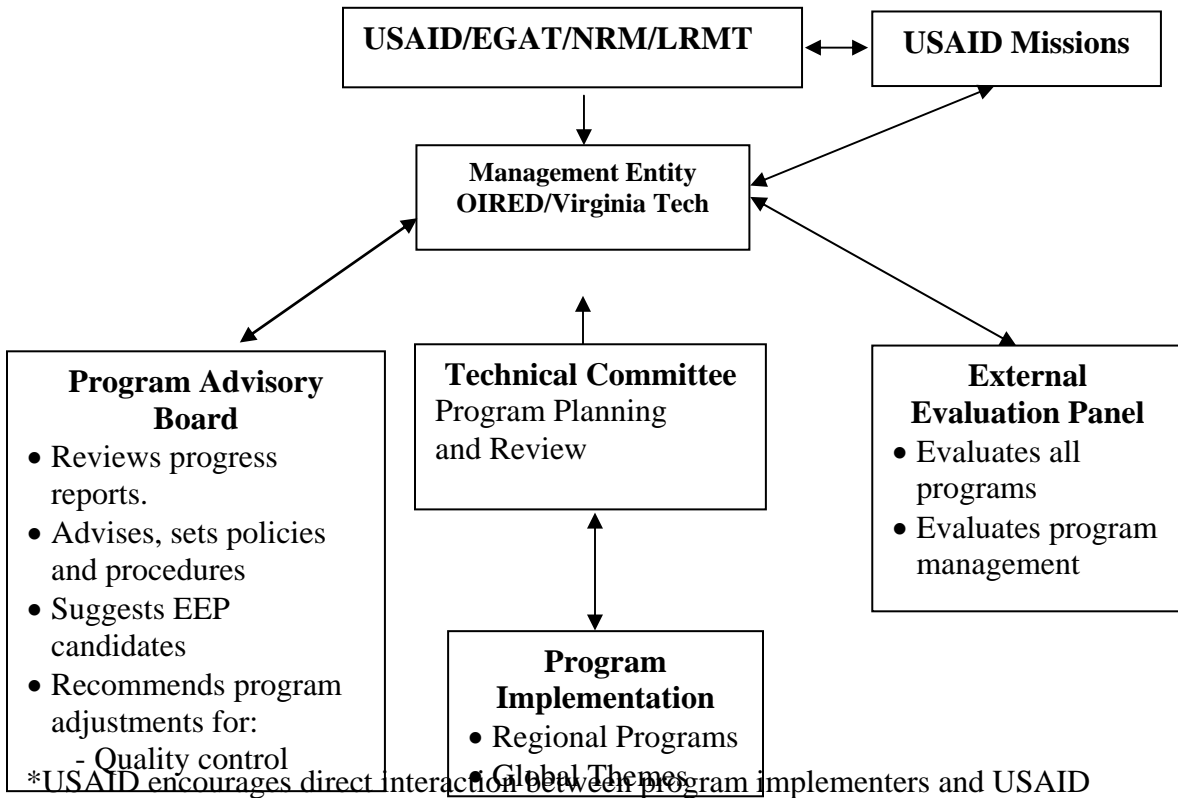 USAID/EGAT/NRM/LRMT
USAID Missions
Management Entity
OIRED/Virginia Tech
Program Advisory
Board
• Reviews progress
reports.
• Advises, sets policies
and procedures
• Suggests EEP
candidates
• Recommends program
adjustments for:
- Quality control
Technical Committee
Program Planning
and Review
External
Evaluation Panel
• Evaluates all
programs
• Evaluates program
management
Program
Implementation
• Regional Programs
• Global Themes
*USAID encourages direct interaction between program implementers and USAID